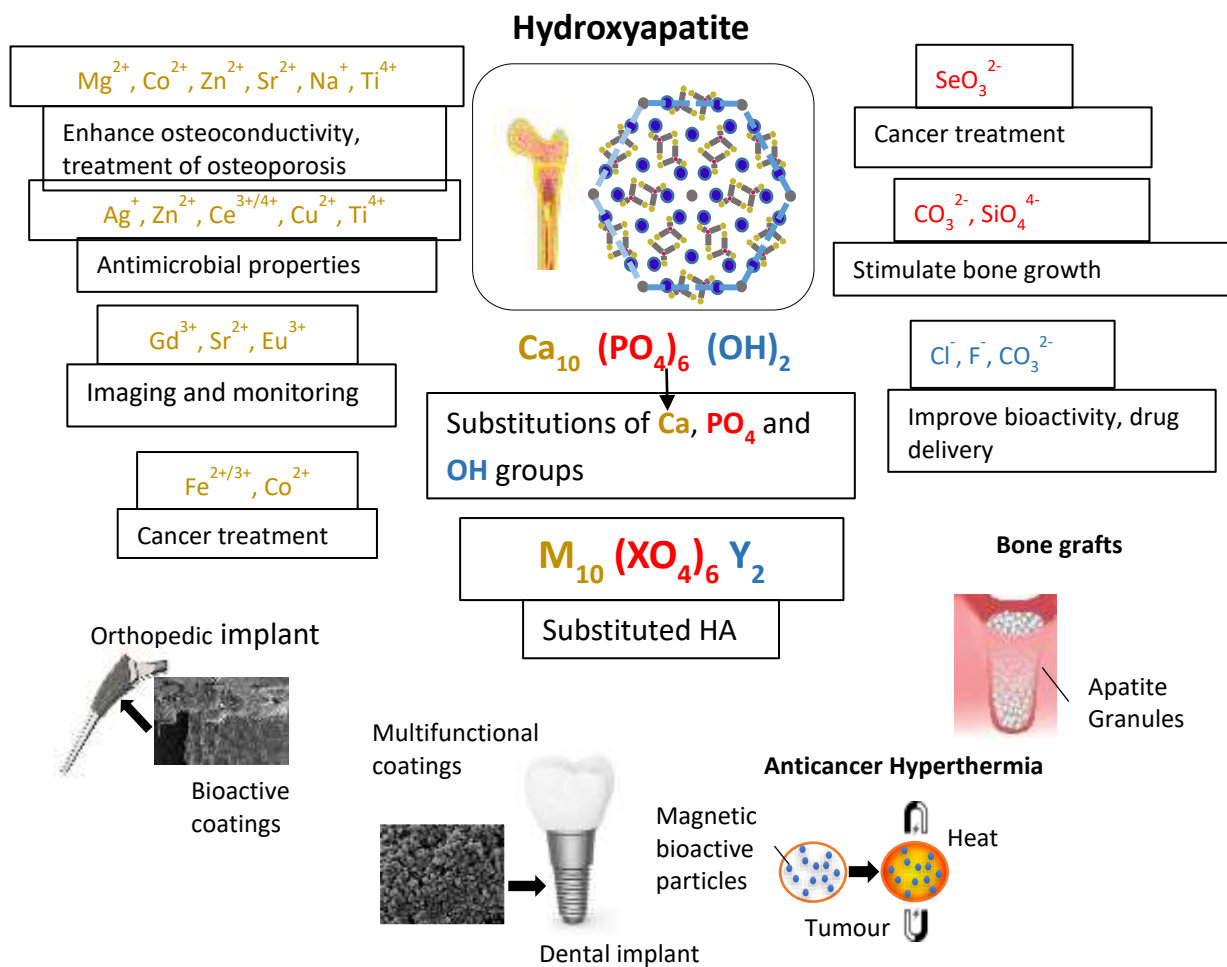 Hydroxyapatite
Mg²⁺, Co²⁺, Zn²⁺, Sr²⁺, Na⁺, Ti⁴⁺
Enhance osteoconductivity,
treatment of osteoporosis
Ag⁺, Zn²⁺, Ce³⁺/⁴⁺, Cu²⁺, Ti⁴⁺
Antimicrobial properties
Gd³⁺, Sr²⁺, Eu³⁺
Imaging and monitoring
Fe²⁺/³⁺, Co²⁺
Cancer treatment
Ca₁₀ (PO₄)₆ (OH)₂
Substitutions of Ca, PO₄ and
OH groups
M₁₀ (XO₄)₆ Y₂
Substituted HA
SeO₃²⁻
Cancer treatment
CO₃²⁻, SiO₄⁴⁻
Stimulate bone growth
Cl⁻, F⁻, CO₃²⁻
Improve bioactivity, drug
delivery
Orthopedic implant
Bioactive
coatings
Multifunctional
coatings
Dental implant
Bone grafts
Apatite
Granules
Anticancer Hyperthermia
Magnetic
bioactive
particles
Heat
Tumour